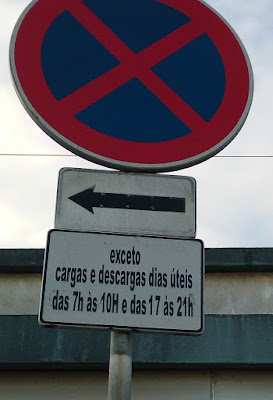 exceto
cargas e descargas dias úteis
das 7h às 10H e das 17 às 21h